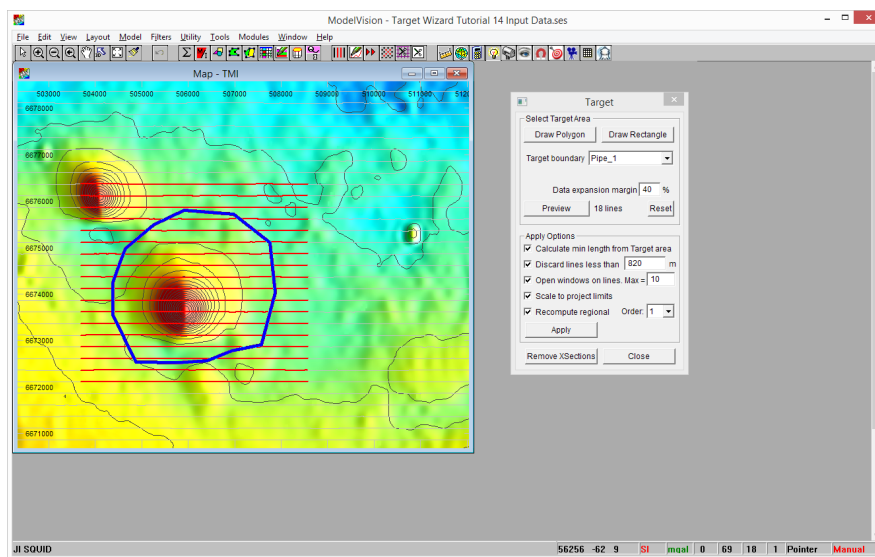 ModelVision - Target Wizard Tutorial 14 Input Data.ses
File Edit View Layout Model Filters Utility Tools Modules Window Help
Map - TMI
503000 504000 505000 506000 507000 508000 509000 510000 511000 512
6678000
6677000
6676000
6675000
6674000
6673000
6672000
6671000
Target
Select TargetArea
Draw Polygon Draw Rectangle
Target boundary Pipe_1
Data expansion margin 40 %
Preview 18 lines Reset
Apply Options
Calculate min length from Target area
Discard lines less than 820 m
Open windows on lines. Max = 10
Scale to project limits
Recompute regional Order: 1
Apply
Remove XSections Close
JI SQUID 56256 -62 9 SI mgal 0 69 18 1 Pointer Manual